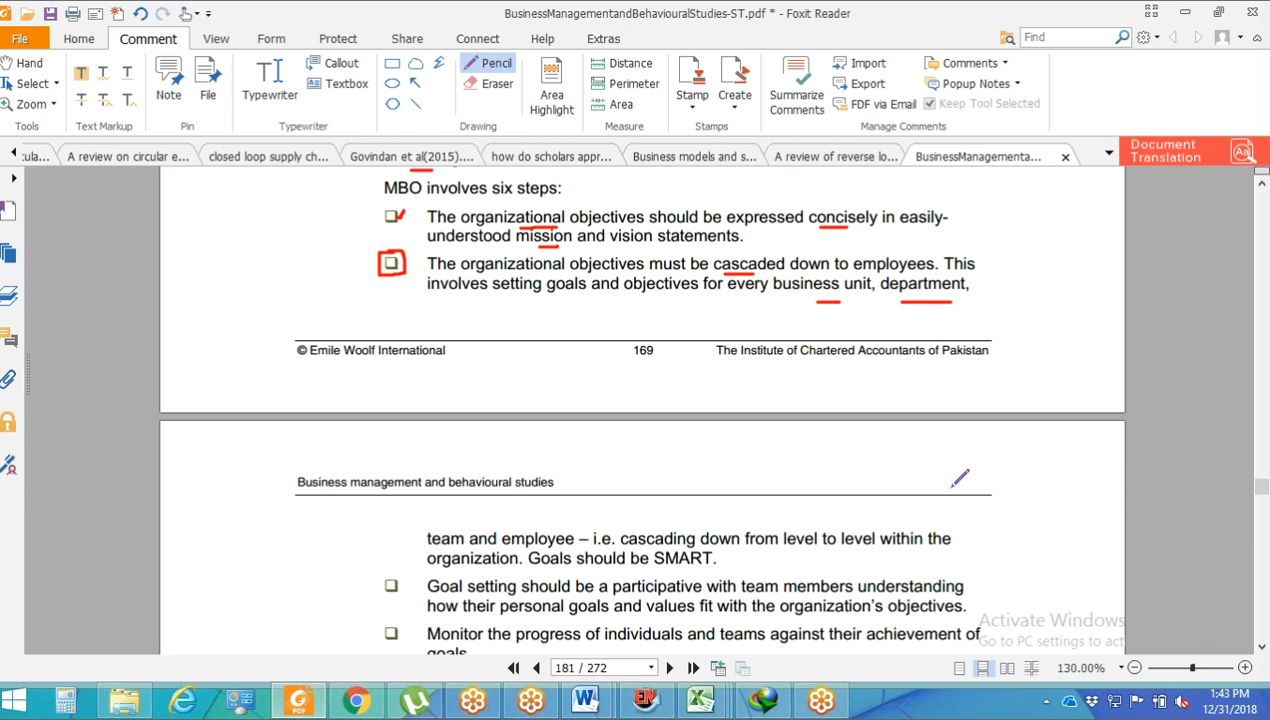 BusinessManagementandBehaviouralStudies-ST.pdf * - Foxit Reader
File Home Comment View Form Protect Share Connect Help Extras Find
Hand
Select
Zoom
Tools
Text Markup
Note
File
Pin
Typewriter
Callout
Textbox
Typewriter
Pencil
Eraser
Area
Highlight
Drawing
Distance
Perimeter
Area
Measure
Stamp
Create
Stamps
Summarize
Comments
Import
Export
FDF via Email
Comments
Popup Notes
Keep Tool Selected
Manage Comments
:ula... A review on circular e... closed loop supply ch... Govindan et al(2015).... how do scholars appr... Business models and s... A review of reverse lo... BusinessManagementa...
Document
Translation
MBO involves six steps:
The organizational objectives should be expressed concisely in easily-
understood mission and vision statements.
The organizational objectives must be cascaded down to employees. This
involves setting goals and objectives for every business unit, department,
© Emile Woolf International 169 The Institute of Chartered Accountants of Pakistan
Business management and behavioural studies
team and employee – i.e. cascading down from level to level within the
organization. Goals should be SMART.
Goal setting should be a participative with team members understanding
how their personal goals and values fit with the organization's objectives.
Monitor the progress of individuals and teams against their achievement of
goals
Activate Windows
Go to PC settings to act
181 / 272
130.00%
PDF
EN
1:43 PM
12/31/2018